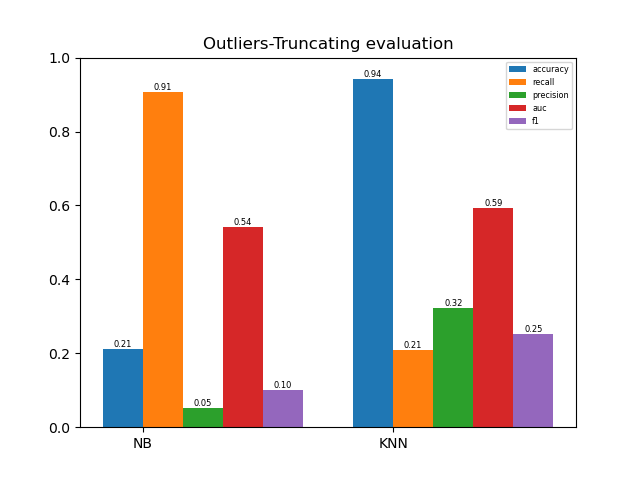 Outliers-Truncating evaluation
1.0
0.8
0.6
0.4
0.2
0.0
0.21
0.91
0.05
0.54
0.10
0.94
0.21
0.32
0.59
0.25
accuracy
recall
precision
auc
f1
NB
KNN